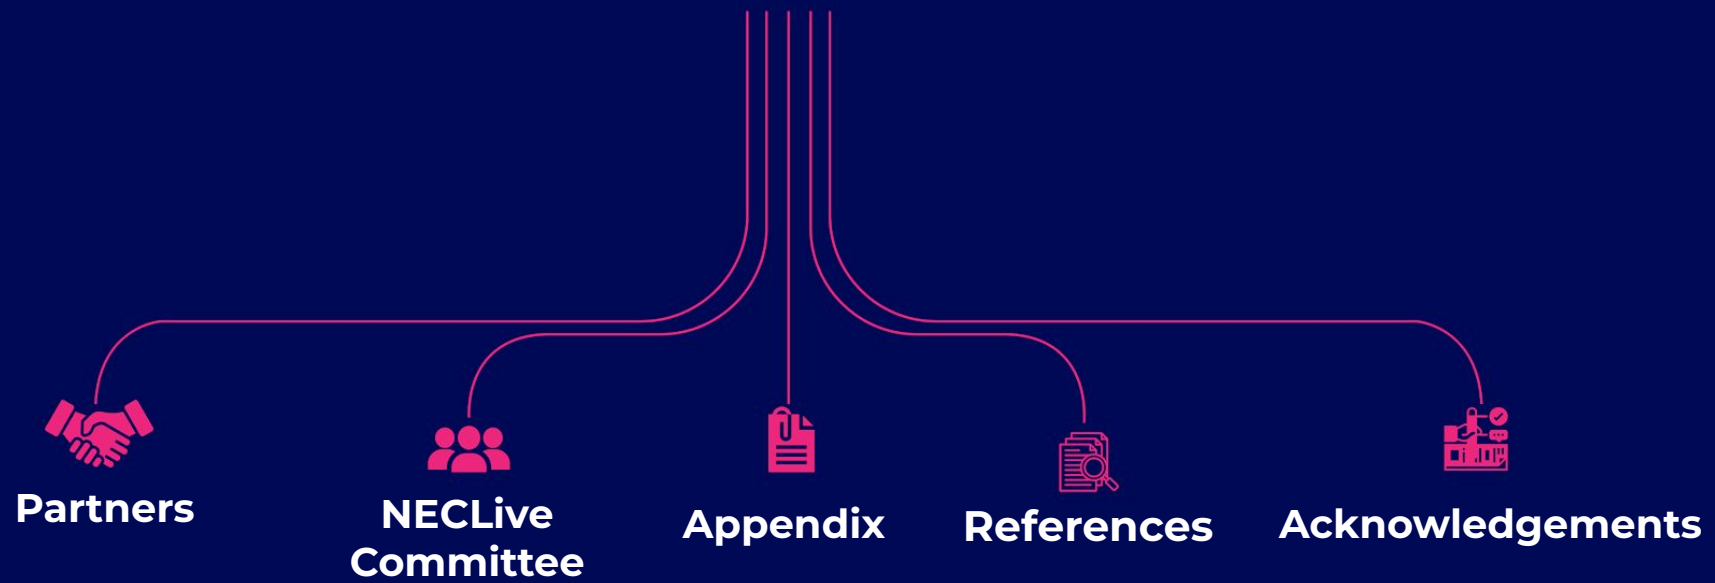 Partners
NECLive
Committee
Appendix
References
Acknowledgements